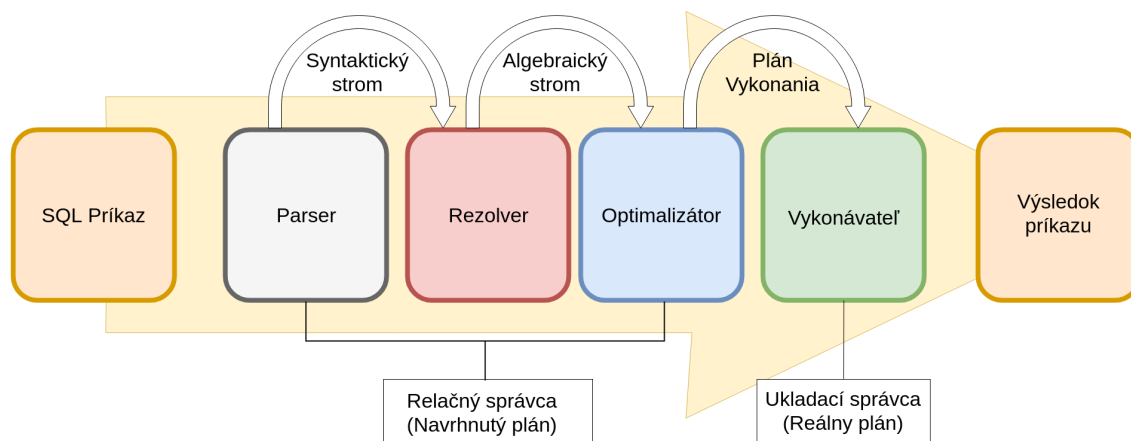 Syntaktický
strom
Algebraický
strom
Plán
Vykonania
SQL Príkaz
Parser
Rezolver
Optimalizátor
Vykonávateľ
Výsledok
príkazu
Relačný správca
(Navrhnutý plán)
Ukladací správca
(Reálny plán)